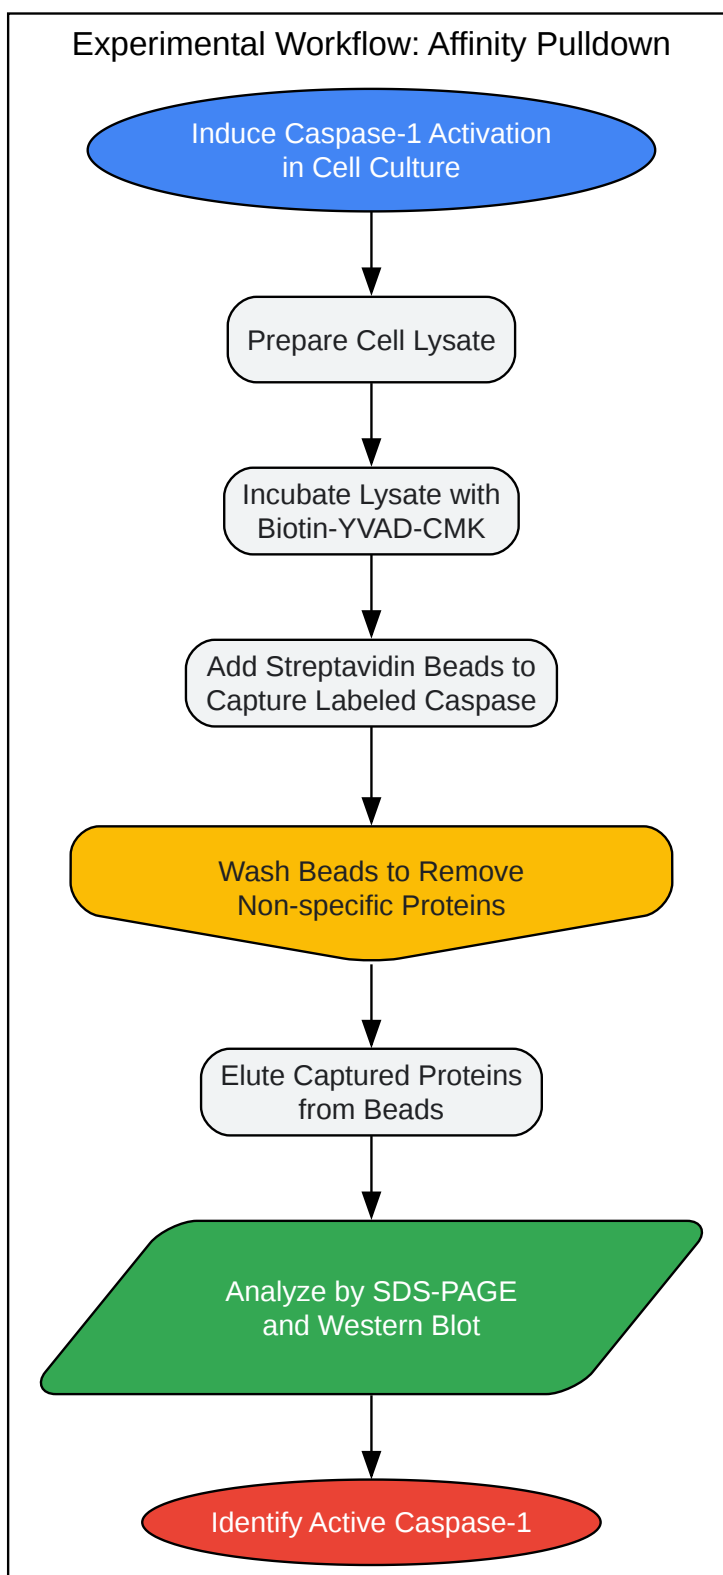 Experimental Workflow: Affinity Pulldown
Induce Caspase-1 Activation
in Cell Culture
Prepare Cell Lysate
Incubate Lysate with
Biotin-YVAD-CMK
Add Streptavidin Beads to
Capture Labeled Caspase
Wash Beads to Remove
Non-specific Proteins
Elute Captured Proteins
from Beads
Analyze by SDS-PAGE
and Western Blot
Identify Active Caspase-1